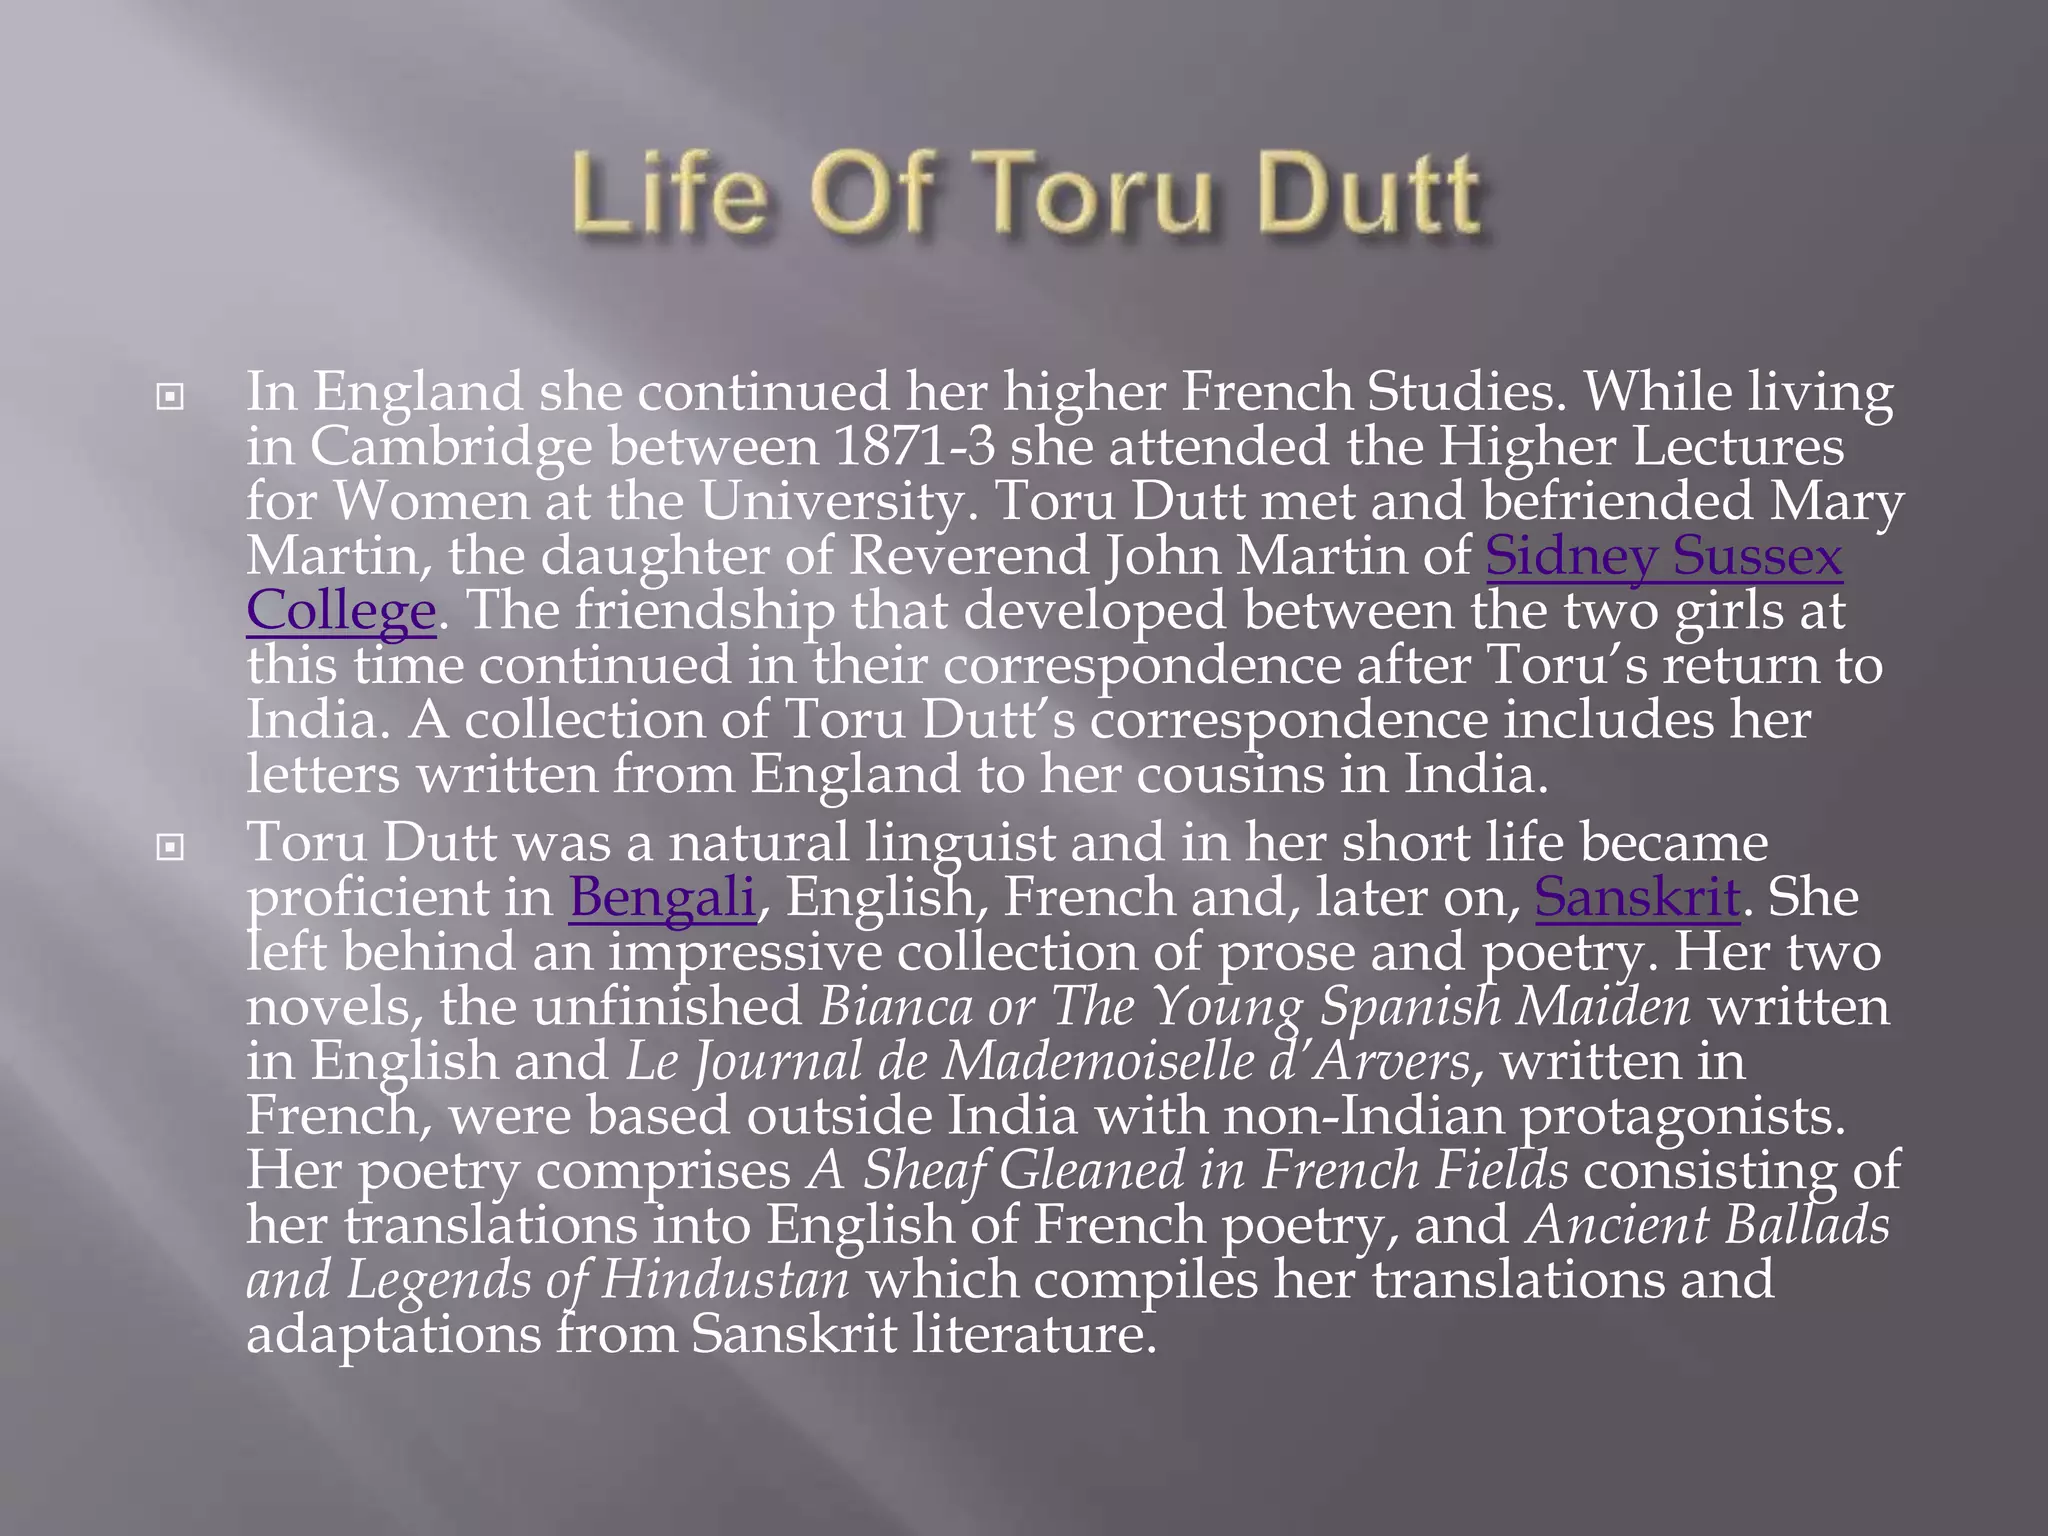 Life Of Toru Dutt
In England she continued her higher French Studies. While living
in Cambridge between 1871-3 she attended the Higher Lectures
for Women at the University. Toru Dutt met and befriended Mary
Martin, the daughter of Reverend John Martin of Sidney Sussex
College. The friendship that developed between the two girls at
this time continued in their correspondence after Toru’s return to
India. A collection of Toru Dutt’s correspondence includes her
letters written from England to her cousins in India.
Toru Dutt was a natural linguist and in her short life became
proficient in Bengali, English, French and, later on, Sanskrit. She
left behind an impressive collection of prose and poetry. Her two
novels, the unfinished Bianca or The Young Spanish Maiden written
in English and Le Journal de Mademoiselle d’Arvers, written in
French, were based outside India with non-Indian protagonists.
Her poetry comprises A Sheaf Gleaned in French Fields consisting of
her translations into English of French poetry, and Ancient Ballads
and Legends of Hindustan which compiles her translations and
adaptations from Sanskrit literature.